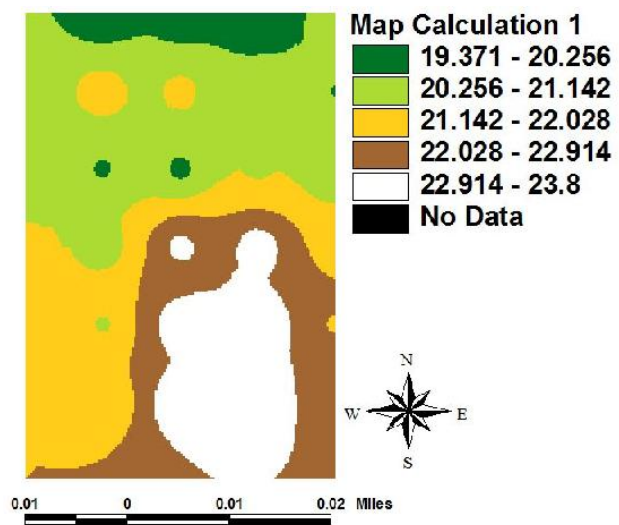 Map Calculation 1
19.371 - 20.256
20.256 - 21.142
21.142 - 22.028
22.028 - 22.914
22.914 - 23.8
No Data
N
W E
S
0.01 0 0.01 0.02 Miles